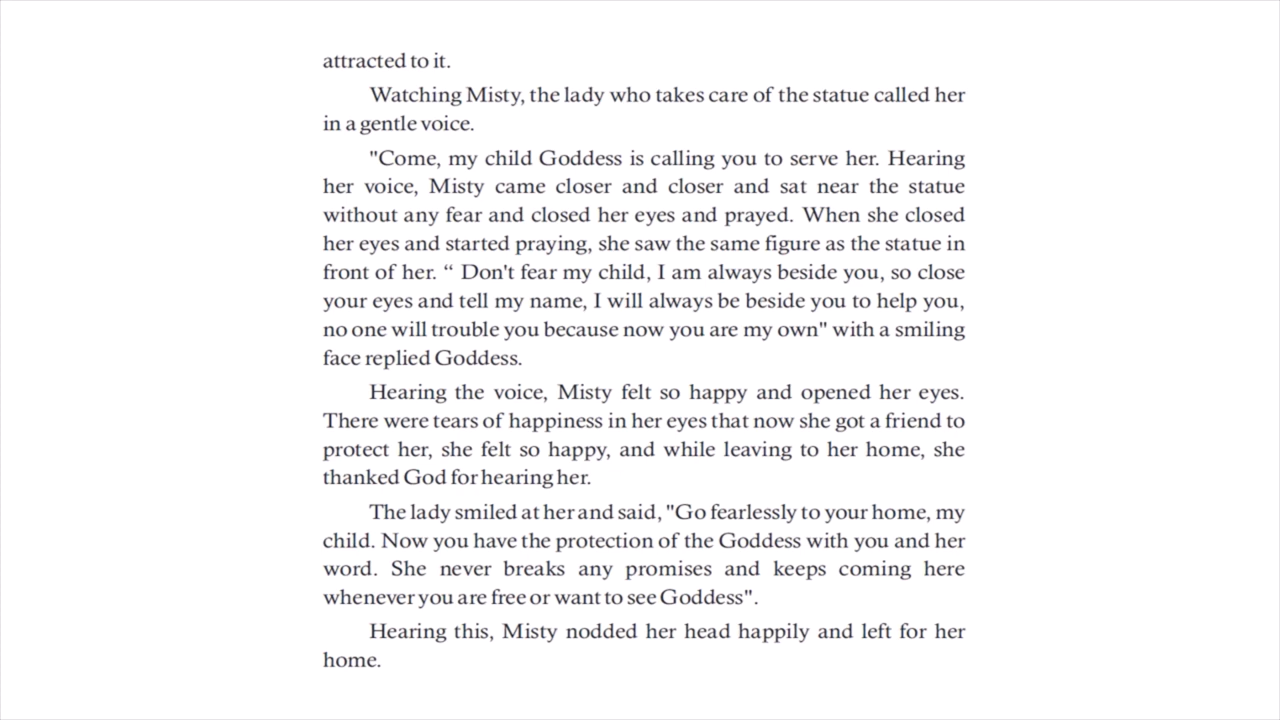 attracted to it.
Watching Misty, the lady who takes care of the statue called her
in a gentle voice.
"Come, my child Goddess is calling you to serve her. Hearing
her voice, Misty came closer and closer and sat near the statue
without any fear and closed her eyes and prayed. When she closed
her eyes and started praying, she saw the same figure as the statue in
front of her. “ Don't fear my child, I am always beside you, so close
your eyes and tell my name, I will always be beside you to help you,
no one will trouble you because now you are my own" with a smiling
face replied Goddess.
Hearing the voice, Misty felt so happy and opened her eyes.
There were tears of happiness in her eyes that now she got a friend to
protect her, she felt so happy, and while leaving to her home, she
thanked God for hearing her.
The lady smiled at her and said, "Go fearlessly to your home, my
child. Now you have the protection of the Goddess with you and her
word. She never breaks any promises and keeps coming here
whenever you are free or want to see Goddess".
Hearing this, Misty nodded her head happily and left for her
home.